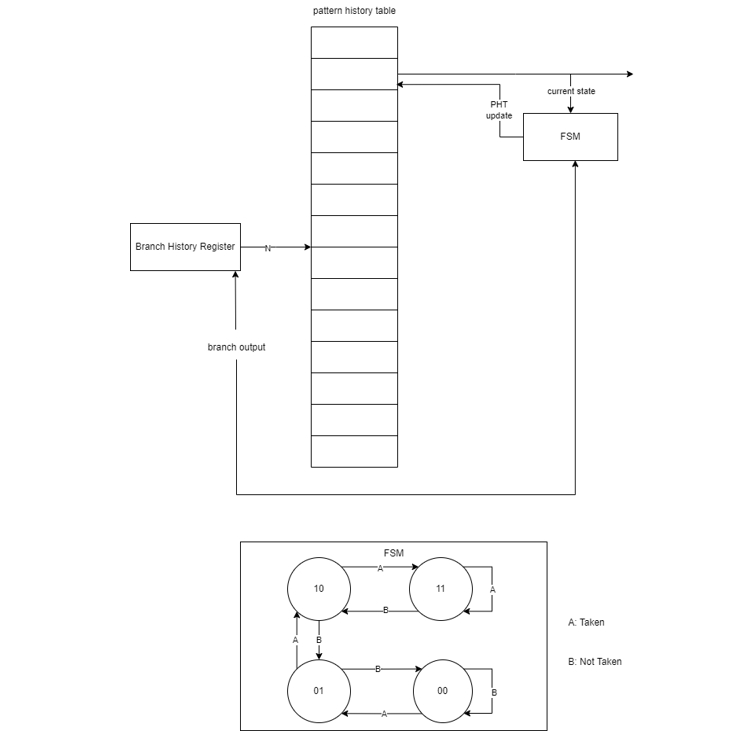 pattern history table
current state
PHT
update
FSM
Branch History Register
N
branch output
FSM
10
A
11
A
B
A
B
01
B
00
B
A
A: Taken
B: Not Taken